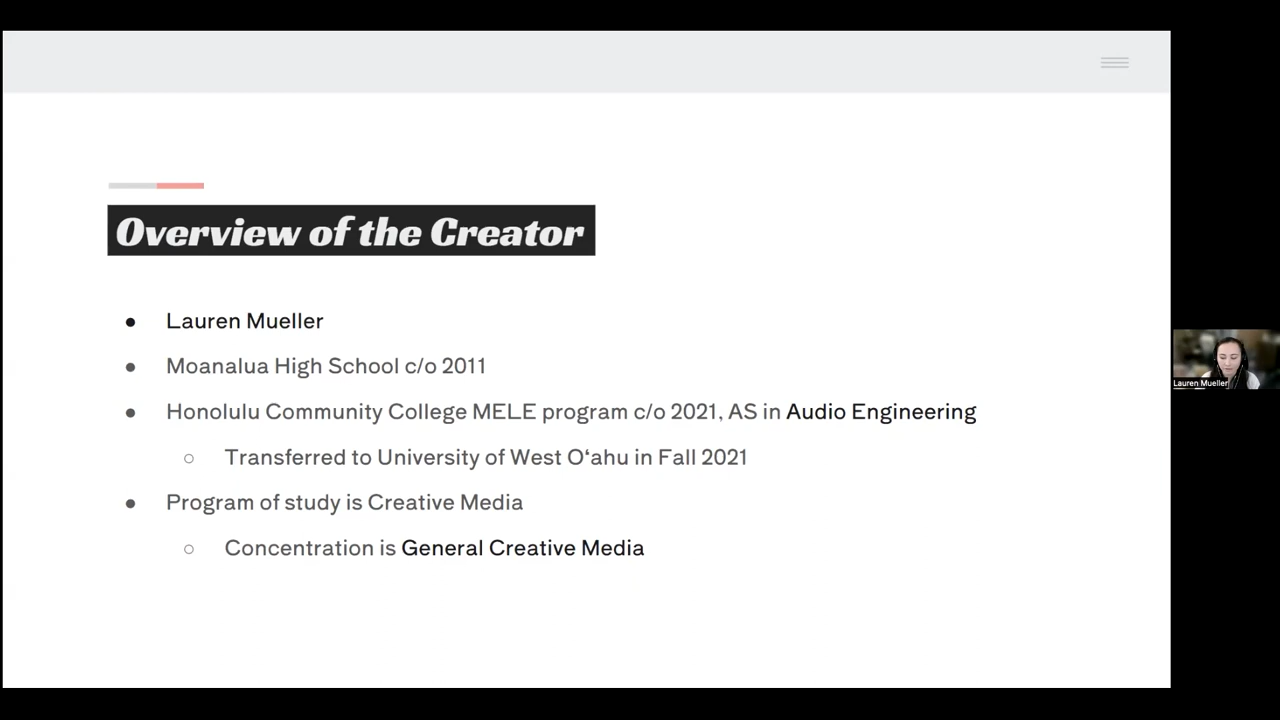 Overview of the Creator
● Lauren Mueller
● Moanalua High School c/o 2011
● Honolulu Community College MELE program c/o 2021, AS in Audio Engineering
○ Transferred to University of West Oʻahu in Fall 2021
● Program of study is Creative Media
○ Concentration is General Creative Media
Lauren Mueller